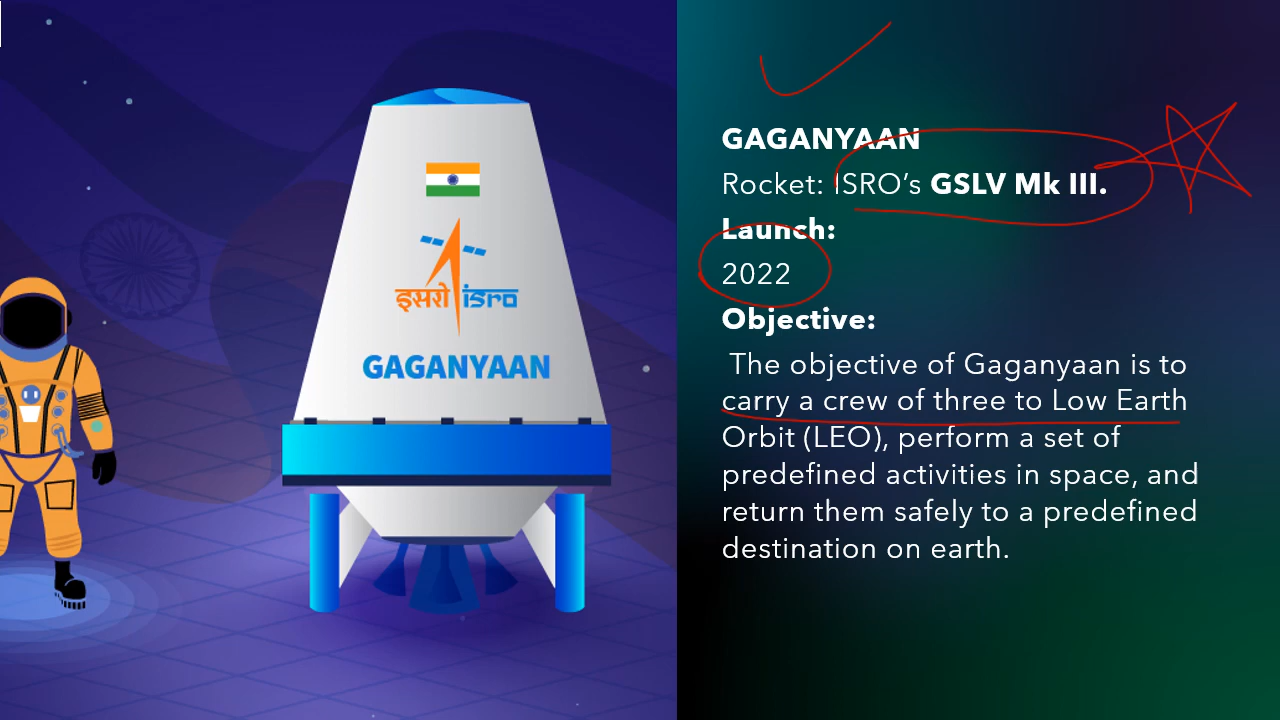 इसरो isro
GAGANYAAN
GAGANYAAN
Rocket: ISRO's GSLV Mk III.
Launch:
2022
Objective:
The objective of Gaganyaan is to
carry a crew of three to Low Earth
Orbit (LEO), perform a set of
predefined activities in space, and
return them safely to a predefined
destination on earth.